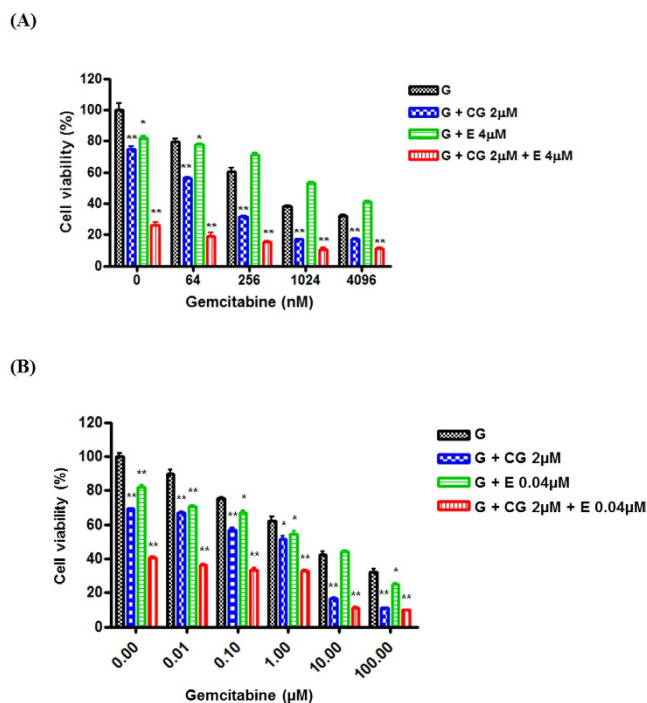 (A)
G
G + CG 2µM
G + E 4µM
G + CG 2µM + E 4µM
Cell viability (%)
120
100
80
60
40
20
0
** * **
** * **
** **
** **
** **
0 64 256 1024 4096
Gemcitabine (nM)
(B)
G
G + CG 2µM
G + E 0.04µM
G + CG 2µM + E 0.04µM
Cell viability (%)
120
100
80
60
40
20
0
** ** **
** ** **
** * **
* * **
** **
** * **
0.00 0.01 0.10 1.00 10.00 100.00
Gemcitabine (µM)